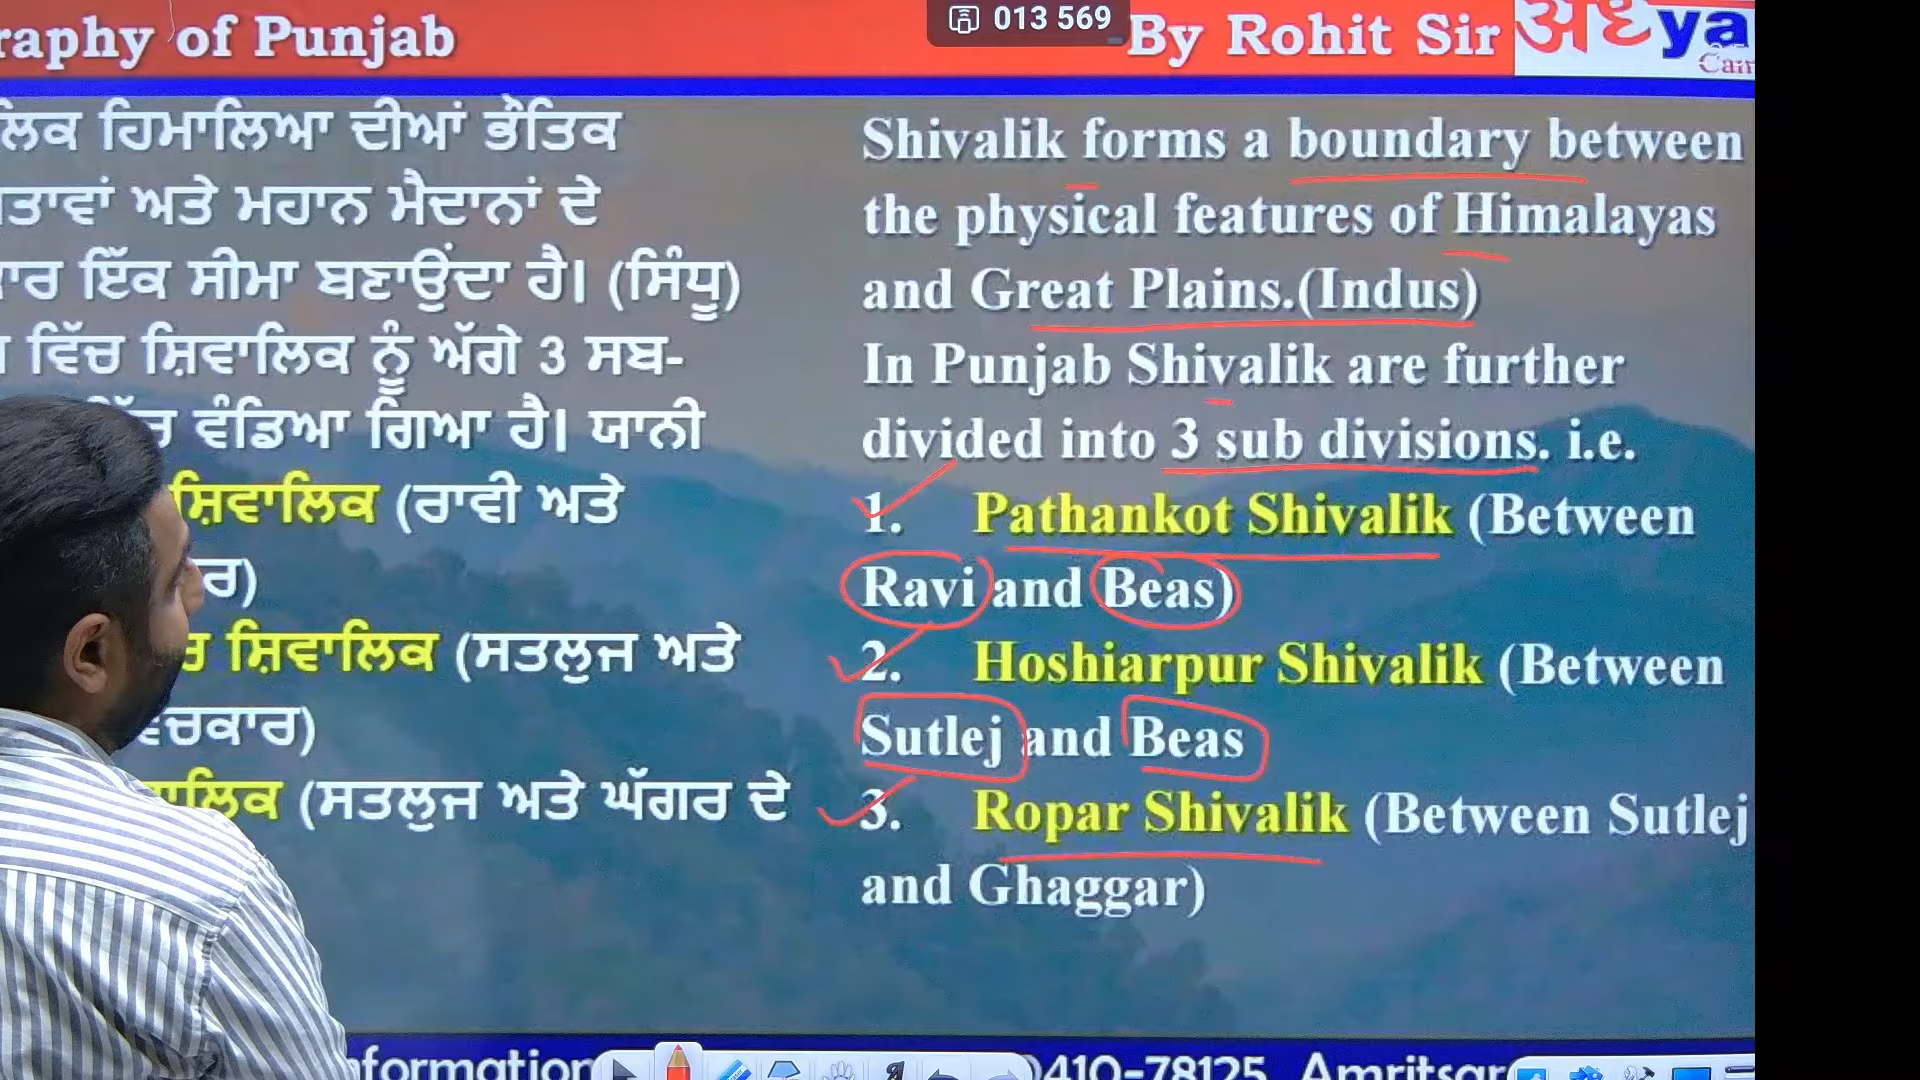 of Punjab
013 569
By Rohit Sir
ਹਿਮਾਲਿਆ ਦੀਆਂ ਭੌਤਿਕ
ਅਤੇ ਮਹਾਨ ਮੈਦਾਨਾਂ ਦੇ
ਇੱਕ ਸੀਮਾ ਬਣਾਉਂਦਾ ਹੈ। (ਸਿੰਧੂ)
ਵਿੱਚ ਸ਼ਿਵਾਲਿਕ ਨੂੰ ਅੱਗੇ 3 ਸਬ-
ਵੰਡਿਆ ਗਿਆ ਹੈ। ਯਾਨੀ
ਸ਼ਿਵਾਲਿਕ (ਰਾਵੀ ਅਤੇ
ਸ਼ਿਵਾਲਿਕ (ਸਤਲੁਜ ਅਤੇ
(ਸਤਲੁਜ ਅਤੇ ਘੱਗਰ ਦੇ
Shivalik forms a boundary between
the physical features of Himalayas
and Great Plains.(Indus)
In Punjab Shivalik are further
divided into 3 sub divisions. i.e.
1. Pathankot Shivalik (Between
Ravi and Beas)
2. Hoshiarpur Shivalik (Between
Sutlej and Beas
3. Ropar Shivalik (Between Sutlej
and Ghaggar)
410-78125, Amritsar